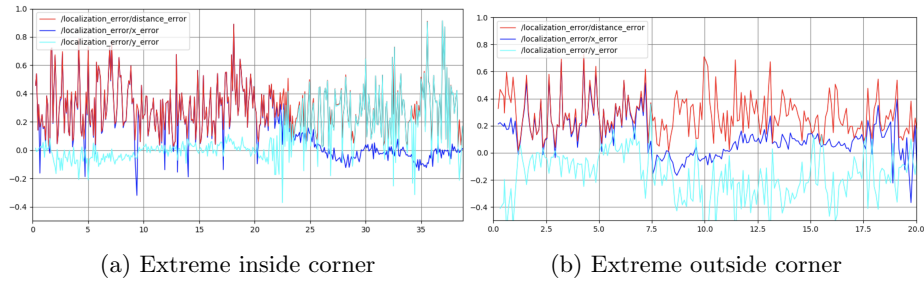 /localization_error/distance_error
/localization_error/x_error
/localization_error/y_error
1.0
0.8
0.6
0.4
0.2
0.0
−0.2
−0.4
0 5 10 15 20 25 30 35
(a) Extreme inside corner
/localization_error/distance_error
/localization_error/x_error
/localization_error/y_error
1.0
0.8
0.6
0.4
0.2
0.0
−0.2
−0.4
0.0 2.5 5.0 7.5 10.0 12.5 15.0 17.5 20.0
(b) Extreme outside corner